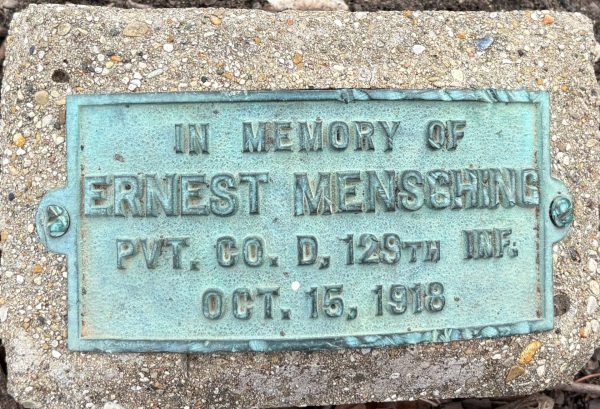 IN MEMORY OF
ERNEST MENSCHING
PVT. CO. D, 129TH INF.
OCT. 15, 1918